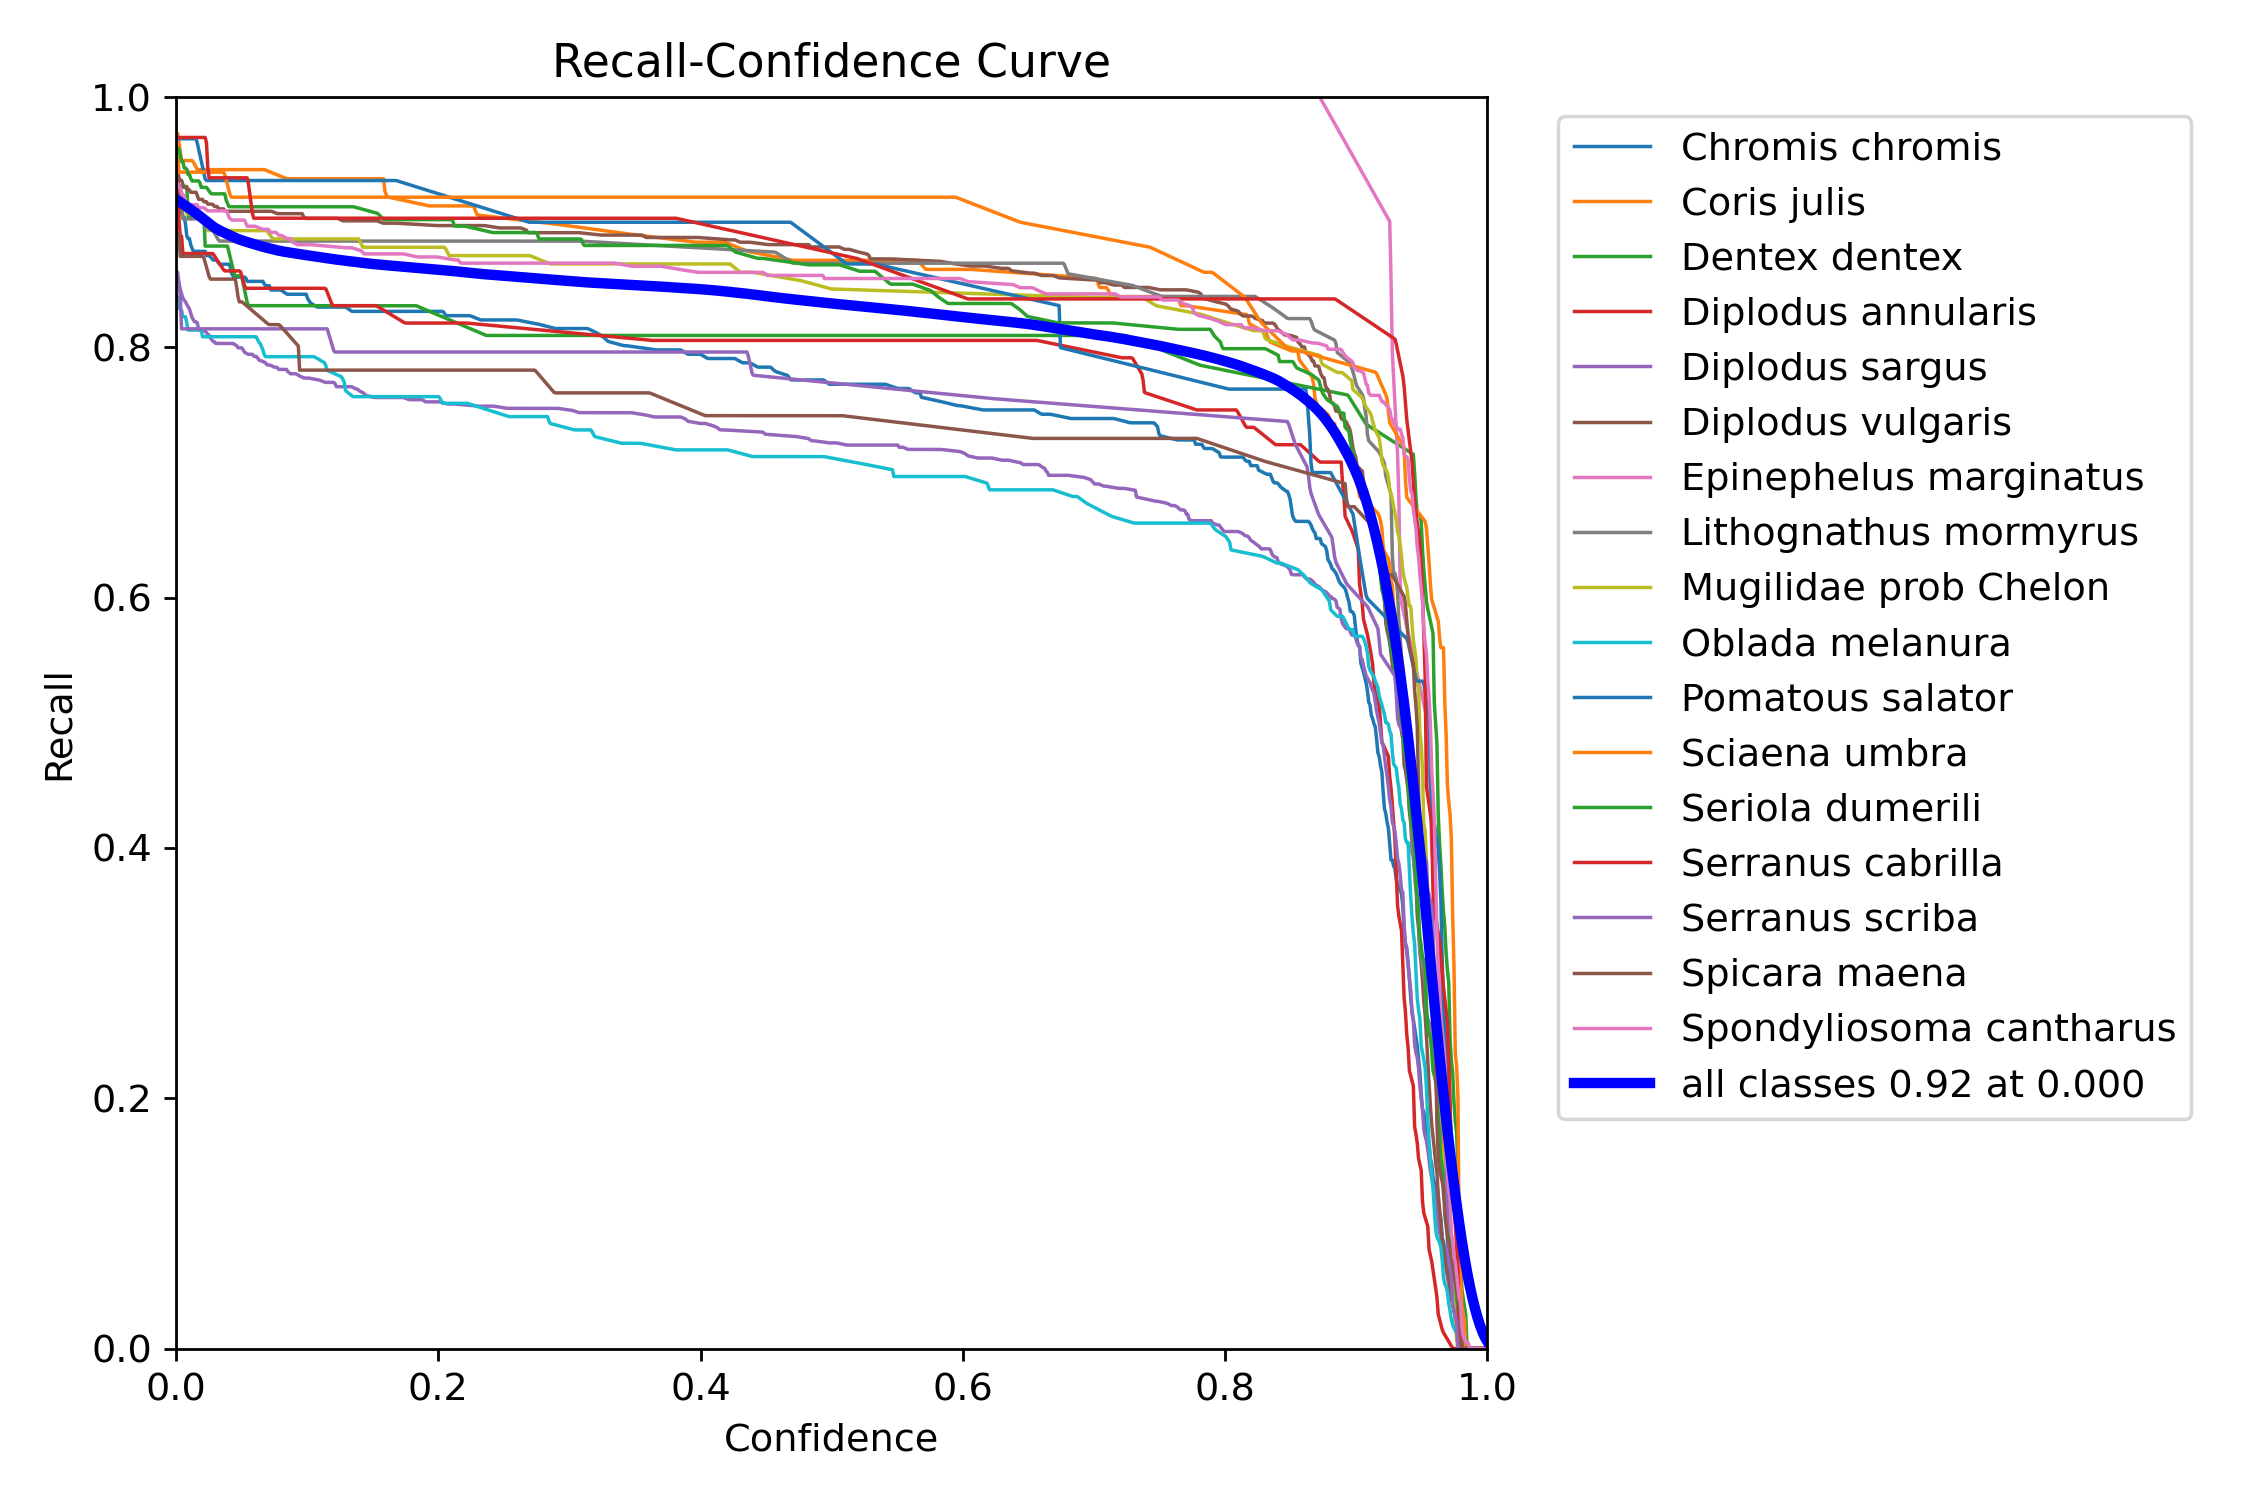 Recall-Confidence Curve
1.0
0.8
0.6
0.4
0.2
0.0
Recall
0.0 0.2 0.4 0.6 0.8 1.0
Confidence
Chromis chromis
Coris julis
Dentex dentex
Diplodus annularis
Diplodus sargus
Diplodus vulgaris
Epinephelus marginatus
Lithognathus mormyrus
Mugilidae prob Chelon
Oblada melanura
Pomatous salator
Sciaena umbra
Seriola dumerili
Serranus cabrilla
Serranus scriba
Spicara maena
Spondyliosoma cantharus
all classes 0.92 at 0.000